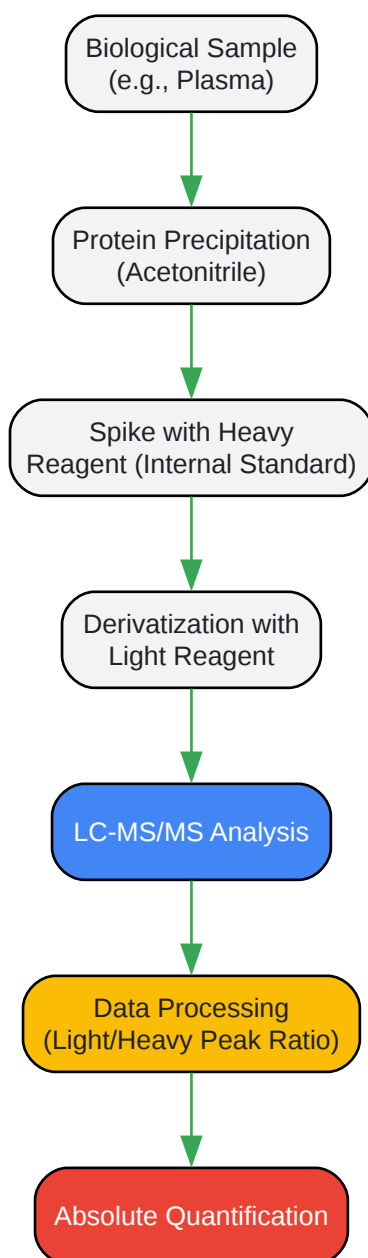 Biological Sample
(e.g., Plasma)
Protein Precipitation
(Acetonitrile)
Spike with Heavy
Reagent (Internal Standard)
Derivatization with
Light Reagent
LC-MS/MS Analysis
Data Processing
(Light/Heavy Peak Ratio)
Absolute Quantification